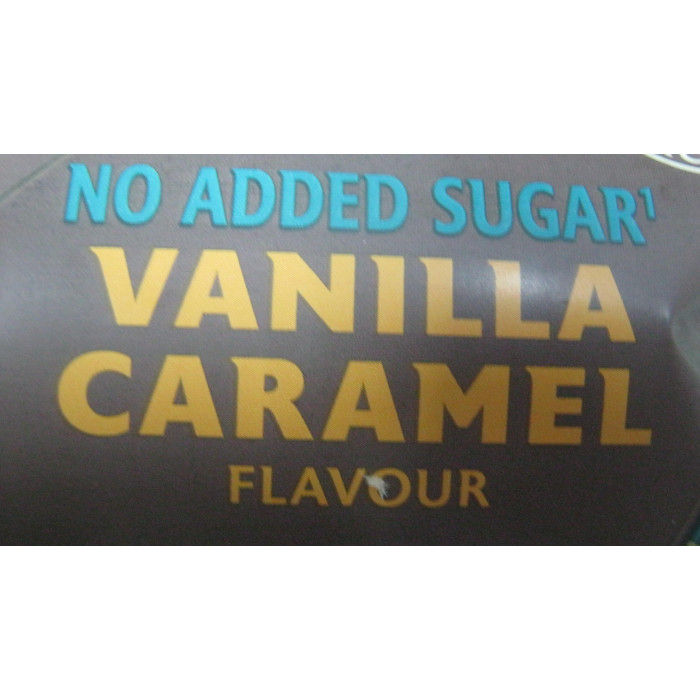 NO ADDED SUGAR¹
VANILLA
CARAMEL
FLAVOUR